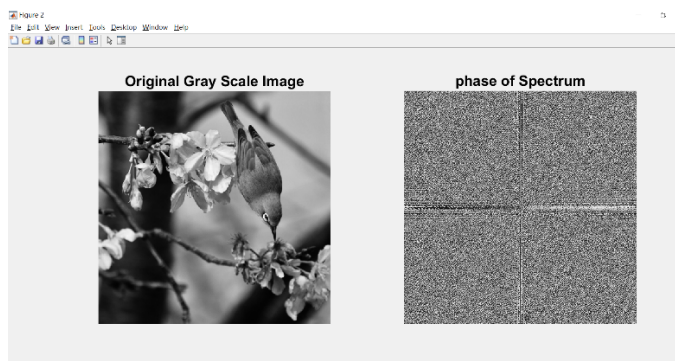 Figure 2
File Edit View Insert Tools Desktop Window Help
Original Gray Scale Image
phase of Spectrum